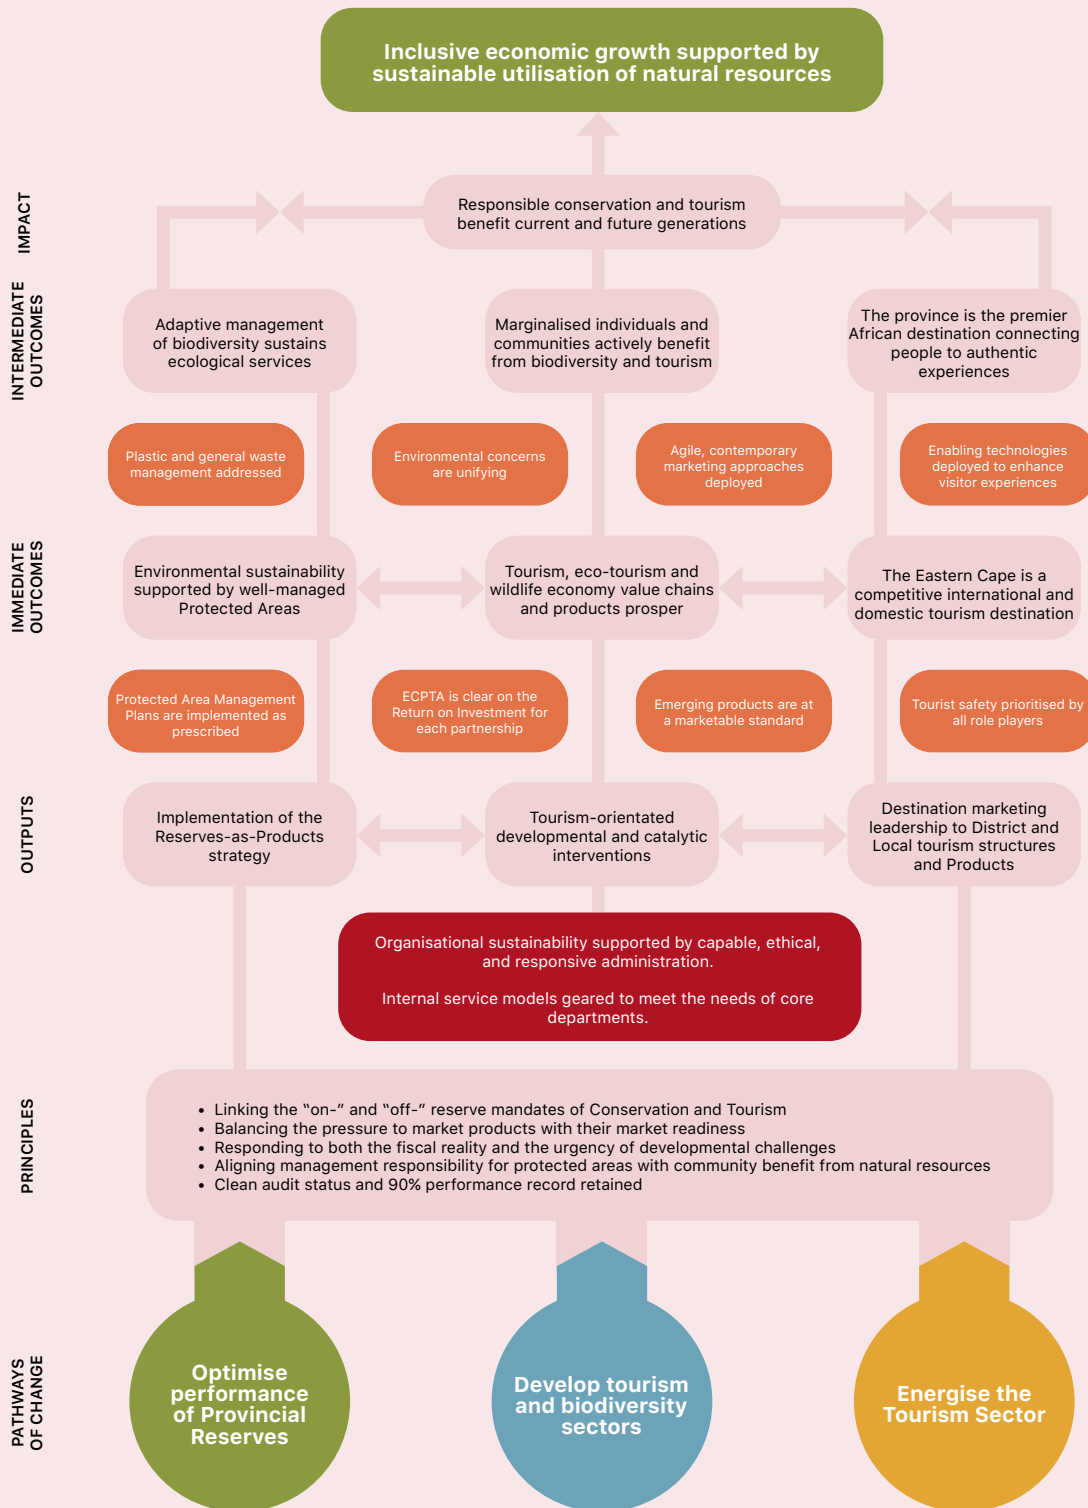 Inclusive economic growth supported by
sustainable utilisation of natural resources
IMPACT
Responsible conservation and tourism
benefit current and future generations
INTERMEDIATE
OUTCOMES
Adaptive management
of biodiversity sustains
ecological services
Marginalised individuals and
communities actively benefit
from biodiversity and tourism
The province is the premier
African destination connecting
people to authentic
experiences
Plastic and general waste
management addressed
Environmental concerns
are unifying
Agile, contemporary
marketing approaches
deployed
Enabling technologies
deployed to enhance
visitor experiences
IMMEDIATE
OUTCOMES
Environmental sustainability
supported by well-managed
Protected Areas
Tourism, eco-tourism and
wildlife economy value chains
and products prosper
The Eastern Cape is a
competitive international and
domestic tourism destination
Protected Area Management
Plans are implemented as
prescribed
ECPTA is clear on the
Return on Investment for
each partnership
Emerging products are at
a marketable standard
Tourist safety prioritised by
all role players
OUTPUTS
Implementation of the
Reserves-as-Products
strategy
Tourism-orientated
developmental and catalytic
interventions
Destination marketing
leadership to District and
Local tourism structures
and Products
Organisational sustainability supported by capable, ethical,
and responsive administration.
Internal service models geared to meet the needs of core
departments.
PRINCIPLES
• Linking the “on-” and “off-” reserve mandates of Conservation and Tourism
• Balancing the pressure to market products with their market readiness
• Responding to both the fiscal reality and the urgency of developmental challenges
• Aligning management responsibility for protected areas with community benefit from natural resources
• Clean audit status and 90% performance record retained
PATHWAYS
OF CHANGE
Optimise
performance
of Provincial
Reserves
Develop tourism
and biodiversity
sectors
Energise the
Tourism Sector